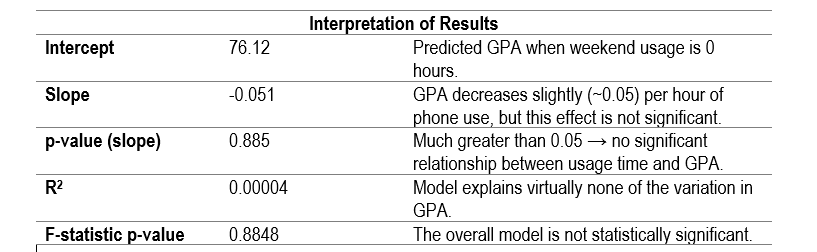 Interpretation of Results
Intercept 76.12 Predicted GPA when weekend usage is 0
hours.
Slope -0.051 GPA decreases slightly (~0.05) per hour of
phone use, but this effect is not significant.
p-value (slope) 0.885 Much greater than 0.05 → no significant
relationship between usage time and GPA.
R² 0.00004 Model explains virtually none of the variation in
GPA.
F-statistic p-value 0.8848 The overall model is not statistically significant.